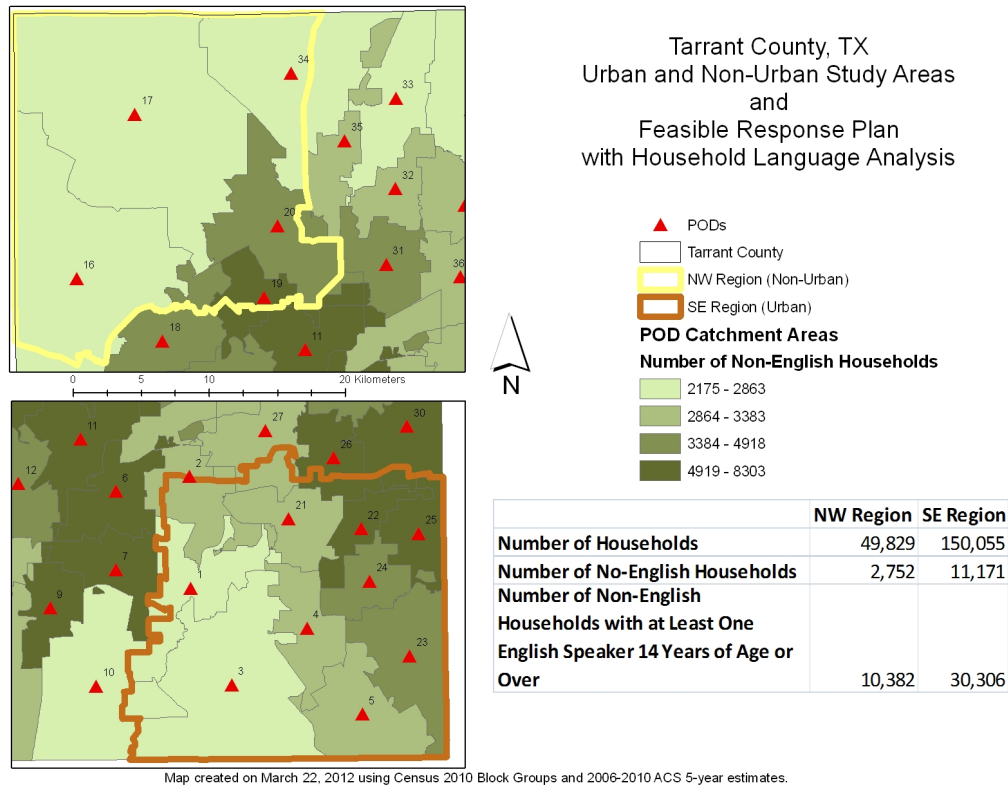 Tarrant County, TX
Urban and Non-Urban Study Areas
and
Feasible Response Plan
with Household Language Analysis
34
17
33
35
32
20
31
36
16
19
18
11
0 5 10 20 Kilometers
N
PODs
Tarrant County
NW Region (Non-Urban)
SE Region (Urban)
POD Catchment Areas
Number of Non-English Households
2175 - 2863
2864 - 3383
3384 - 4918
4919 - 8303
27
30
11
26
2
12
6
21
22
25
7
24
1
9
4
23
10
3
5
NW Region SE Region
Number of Households 49,829 150,055
Number of No-English Households 2,752 11,171
Number of Non-English
Households with at Least One
English Speaker 14 Years of Age or
Over 10,382 30,306
Map created on March 22, 2012 using Census 2010 Block Groups and 2006-2010 ACS 5-year estimates.